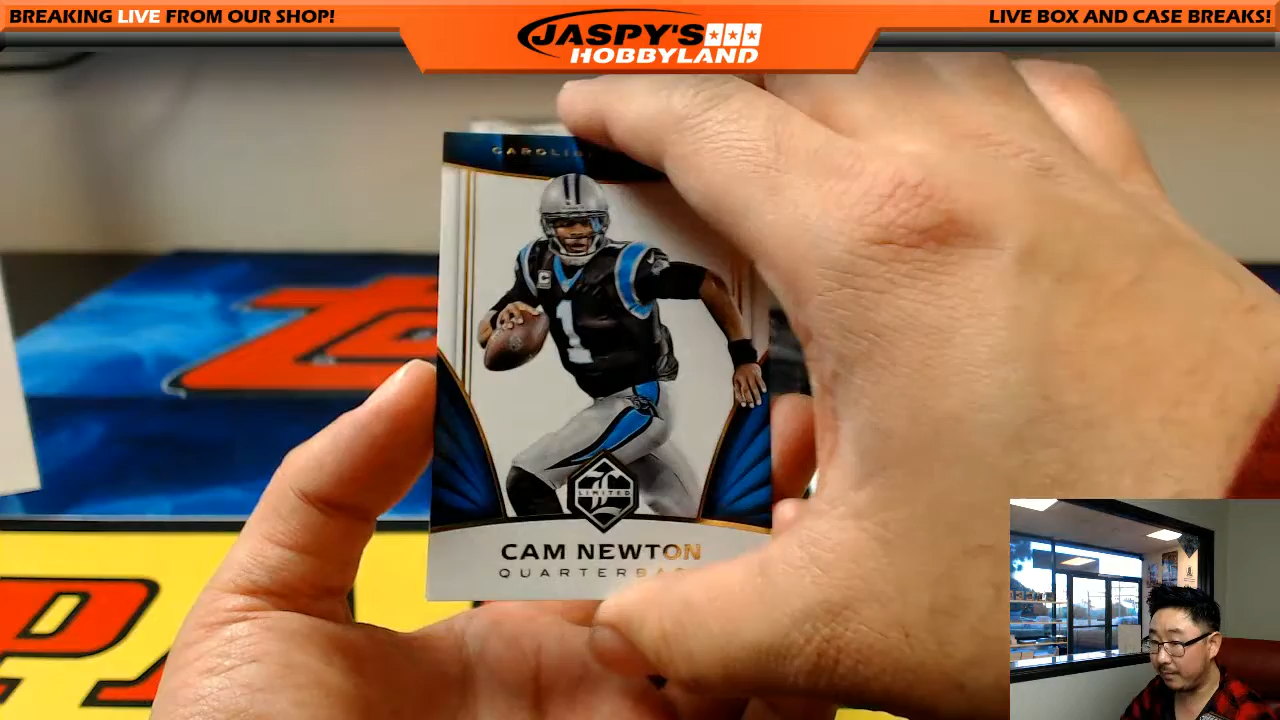 BREAKING LIVE FROM OUR SHOP!
JASPY'S
HOBBYLAND
LIVE BOX AND CASE BREAKS!
1
C
LIMITED
CAM NEWTON